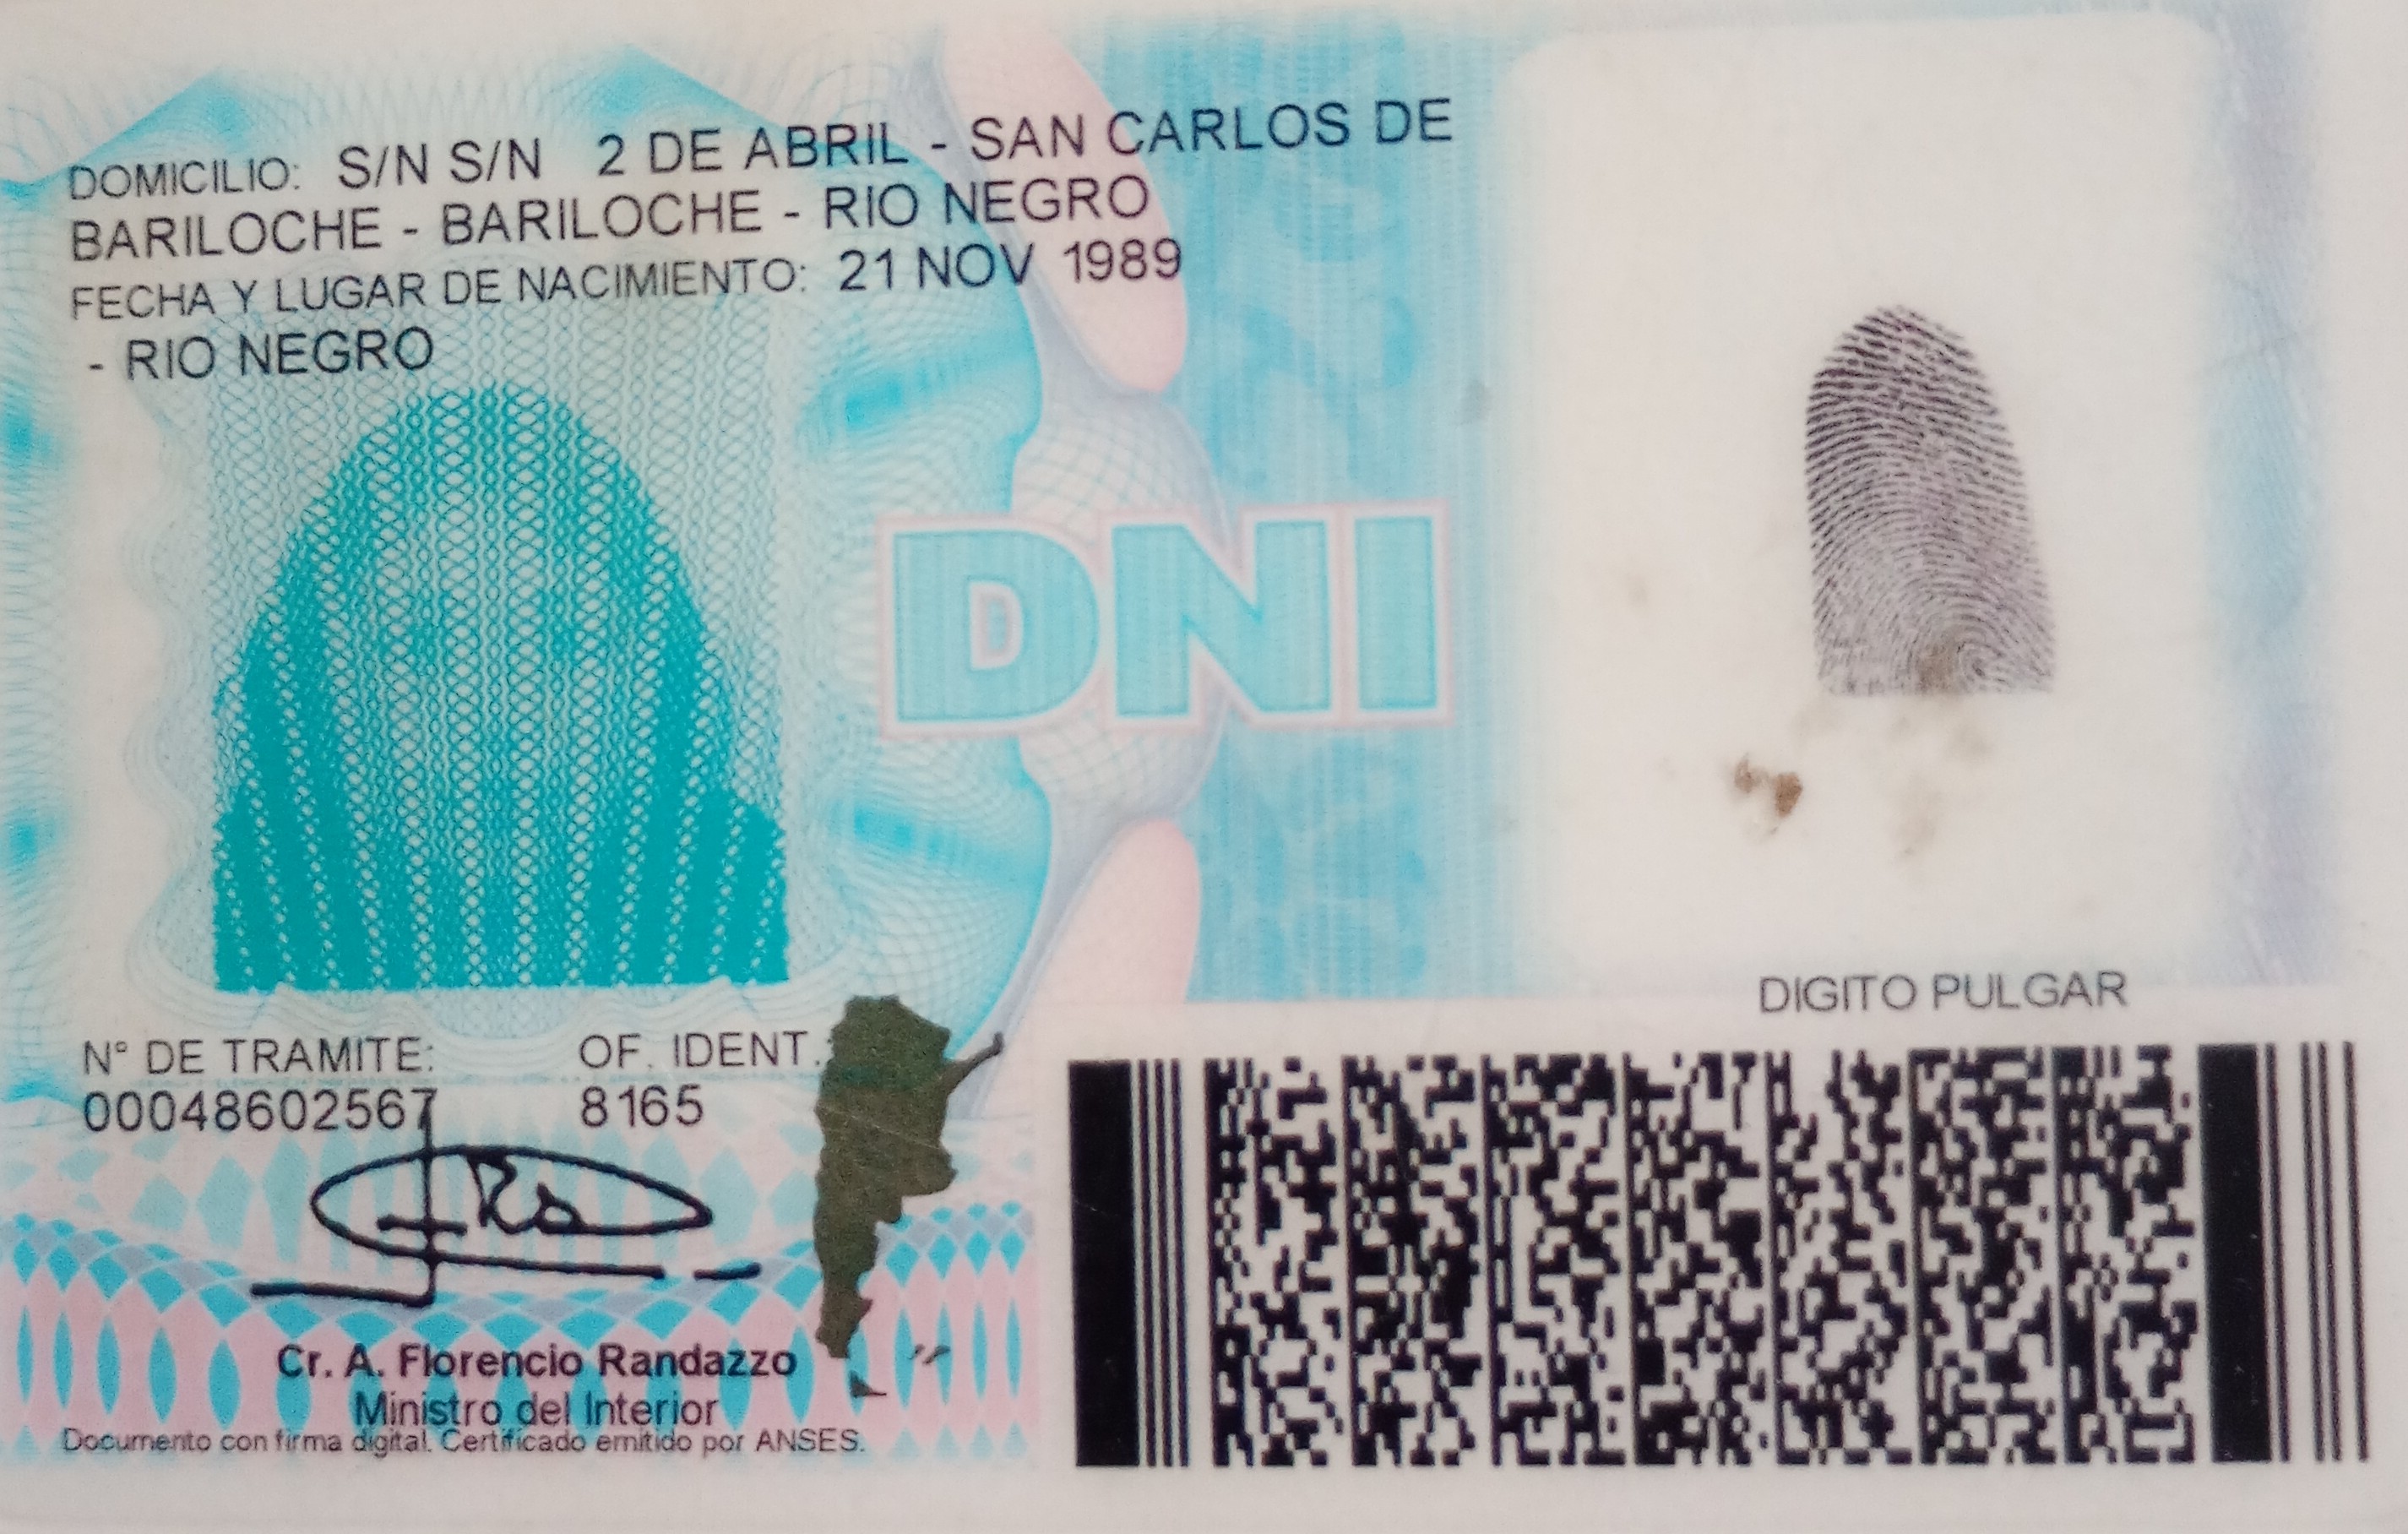 DOMICILIO: S/N S/N 2 DE ABRIL - SAN CARLOS DE
BARILOCHE - BARILOCHE - RIO NEGRO
FECHA Y LUGAR DE NACIMIENTO: 21 NOV 1989
- RIO NEGRO
DNI
DIGITO PULGAR
N° DE TRAMITE: OF. IDENT.
00048602567 8165
Cr. A. Florencio Randazzo
Ministro del Interior
Documento con firma digital. Certificado emitido por ANSES.